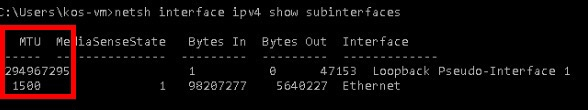 C:\Users\kos-vm>netsh interface ipv4 show subinterfaces
MTU MediaSenseState Bytes In Bytes Out Interface
------ --------------- --------- --------- -------------
294967295 1 0 47153 Loopback Pseudo-Interface 1
1500 1 98207277 5640227 Ethernet